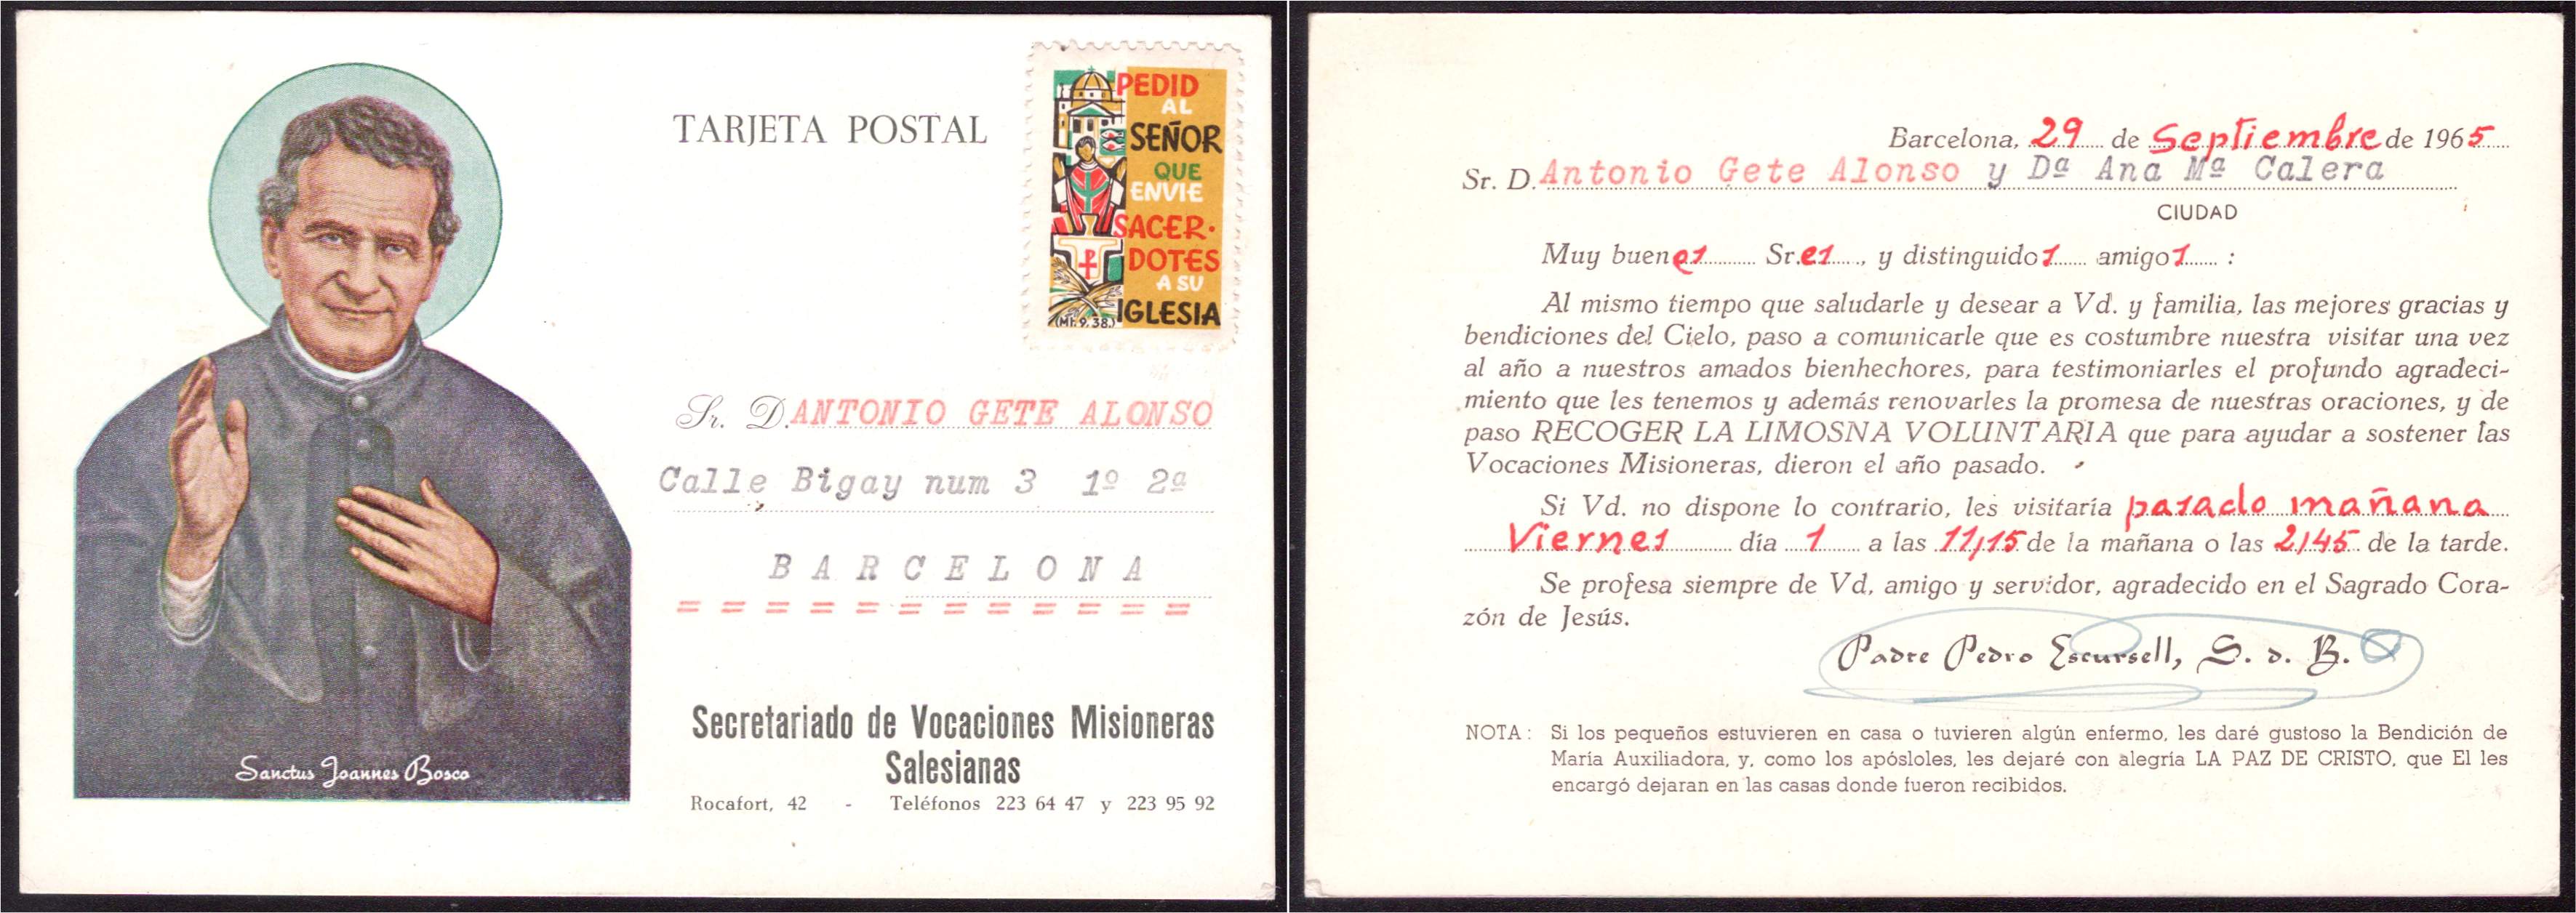 TARJETA POSTAL
PEDID
AL
SEÑOR
QUE
ENVIE
SACER-
DOTES
A SU
IGLESIA
(Mt. 9, 38.)
Sr. D. ANTONIO GETE ALONSO
Calle Bigay num 3 1º 2ª
BARCELONA
Secretariado de Vocaciones Misioneras
Salesianas
Rocafort, 42 - Teléfonos 223 64 47 y 223 95 92
Sanctus Joannes Bosco
Barcelona, 29 de Septiembre de 1965
Sr. D. Antonio Gete Alonso y Dª Ana Mª Calera
CIUDAD
Muy buenes Sr.es, y distinguidos amigos :
Al mismo tiempo que saludarle y desear a Vd. y familia, las mejores gracias y
bendiciones del Cielo, paso a comunicarle que es costumbre nuestra visitar una vez
al año a nuestros amados bienhechores, para testimoniarles el profundo agradeci-
miento que les tenemos y además renovarles la promesa de nuestras oraciones, y de
paso RECOGER LA LIMOSNA VOLUNTARIA que para ayudar a sostener las
Vocaciones Misioneras, dieron el año pasado.
Si Vd. no dispone lo contrario, les visitaría pasado mañana
Viernes día 1 a las 11,15 de la mañana o las 2,45 de la tarde.
Se profesa siempre de Vd, amigo y servidor, agradecido en el Sagrado Cora-
zón de Jesús.
Padre Pedro Escursell, S. d. B.
NOTA : Si los pequeños estuvieren en casa o tuvieren algún enfermo, les daré gustoso la Bendición de
María Auxiliadora, y, como los apósloles, les dejaré con alegría LA PAZ DE CRISTO, que El les
encargó dejaran en las casas donde fueron recibidos.